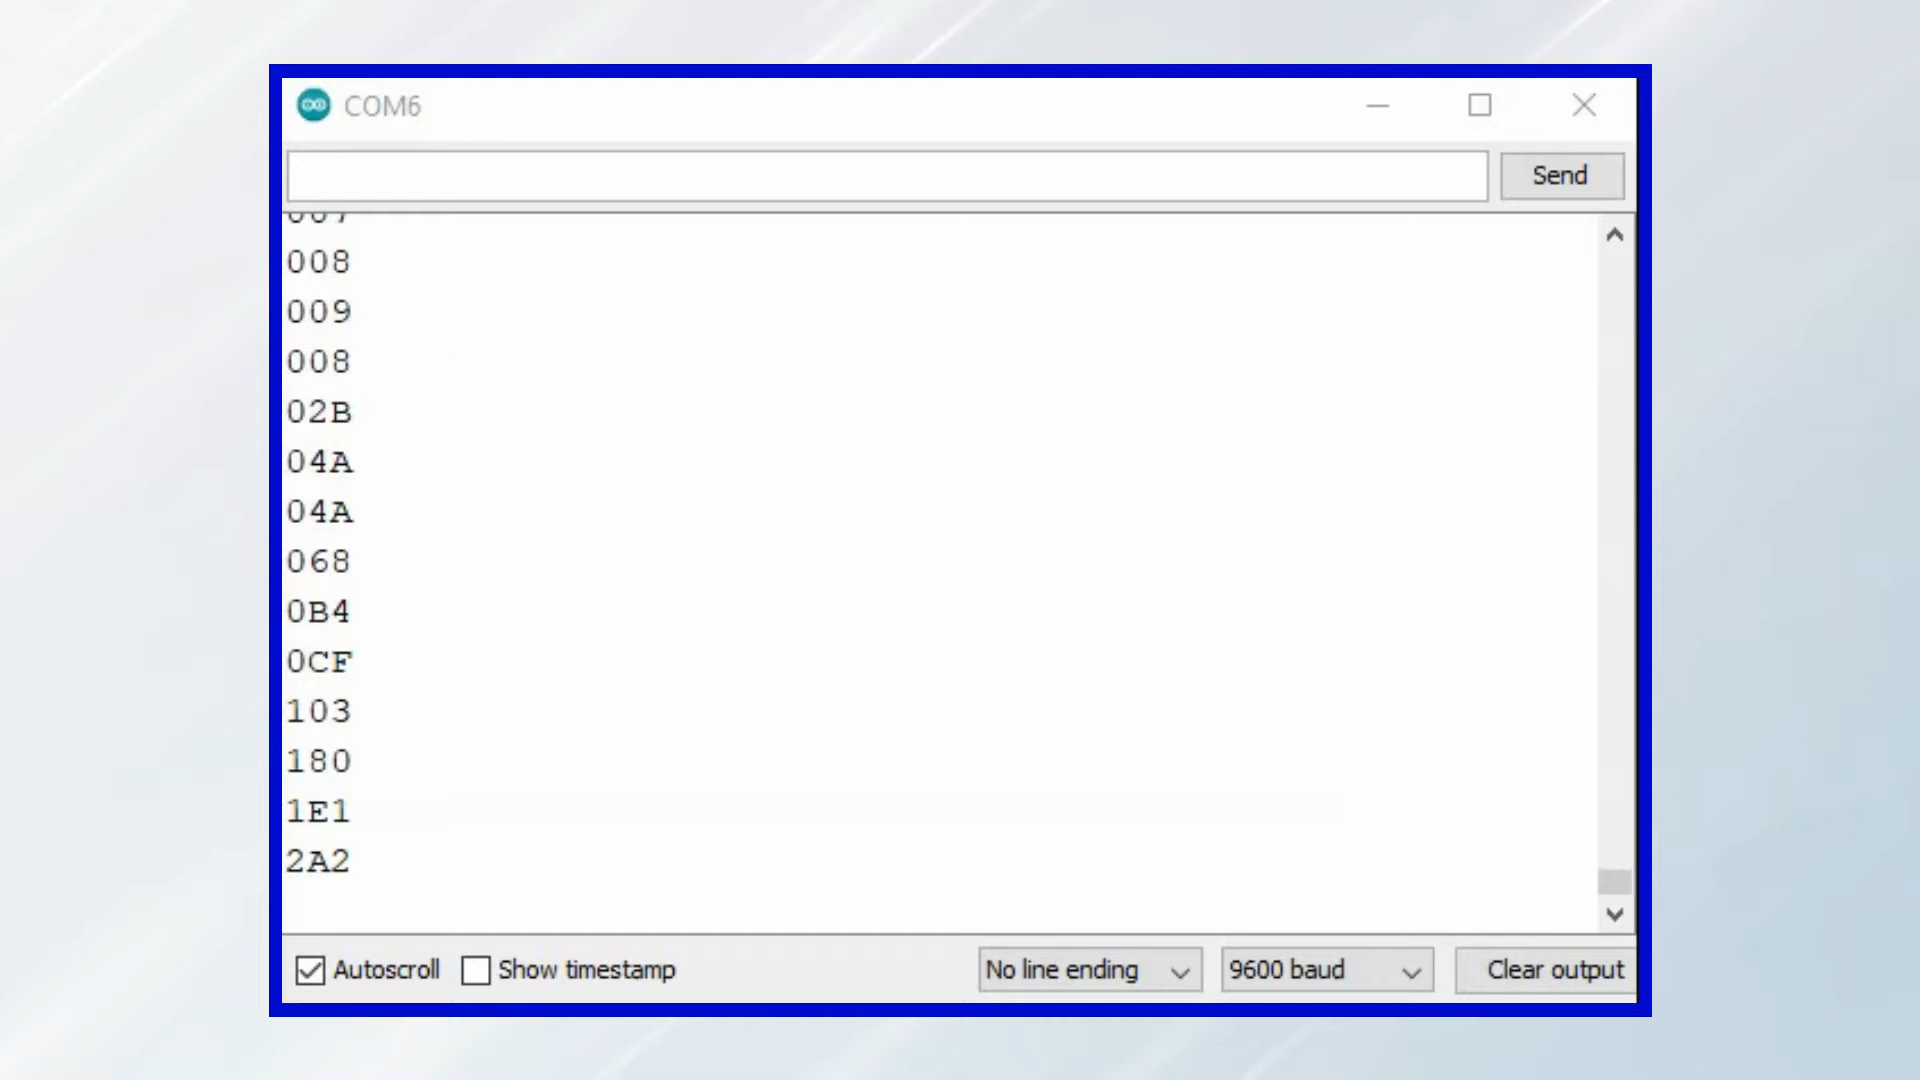 COM6
Send
007
008
009
008
02B
04A
04A
068
0B4
0CF
103
180
1E1
2A2
Autoscroll
Show timestamp
No line ending
9600 baud
Clear output